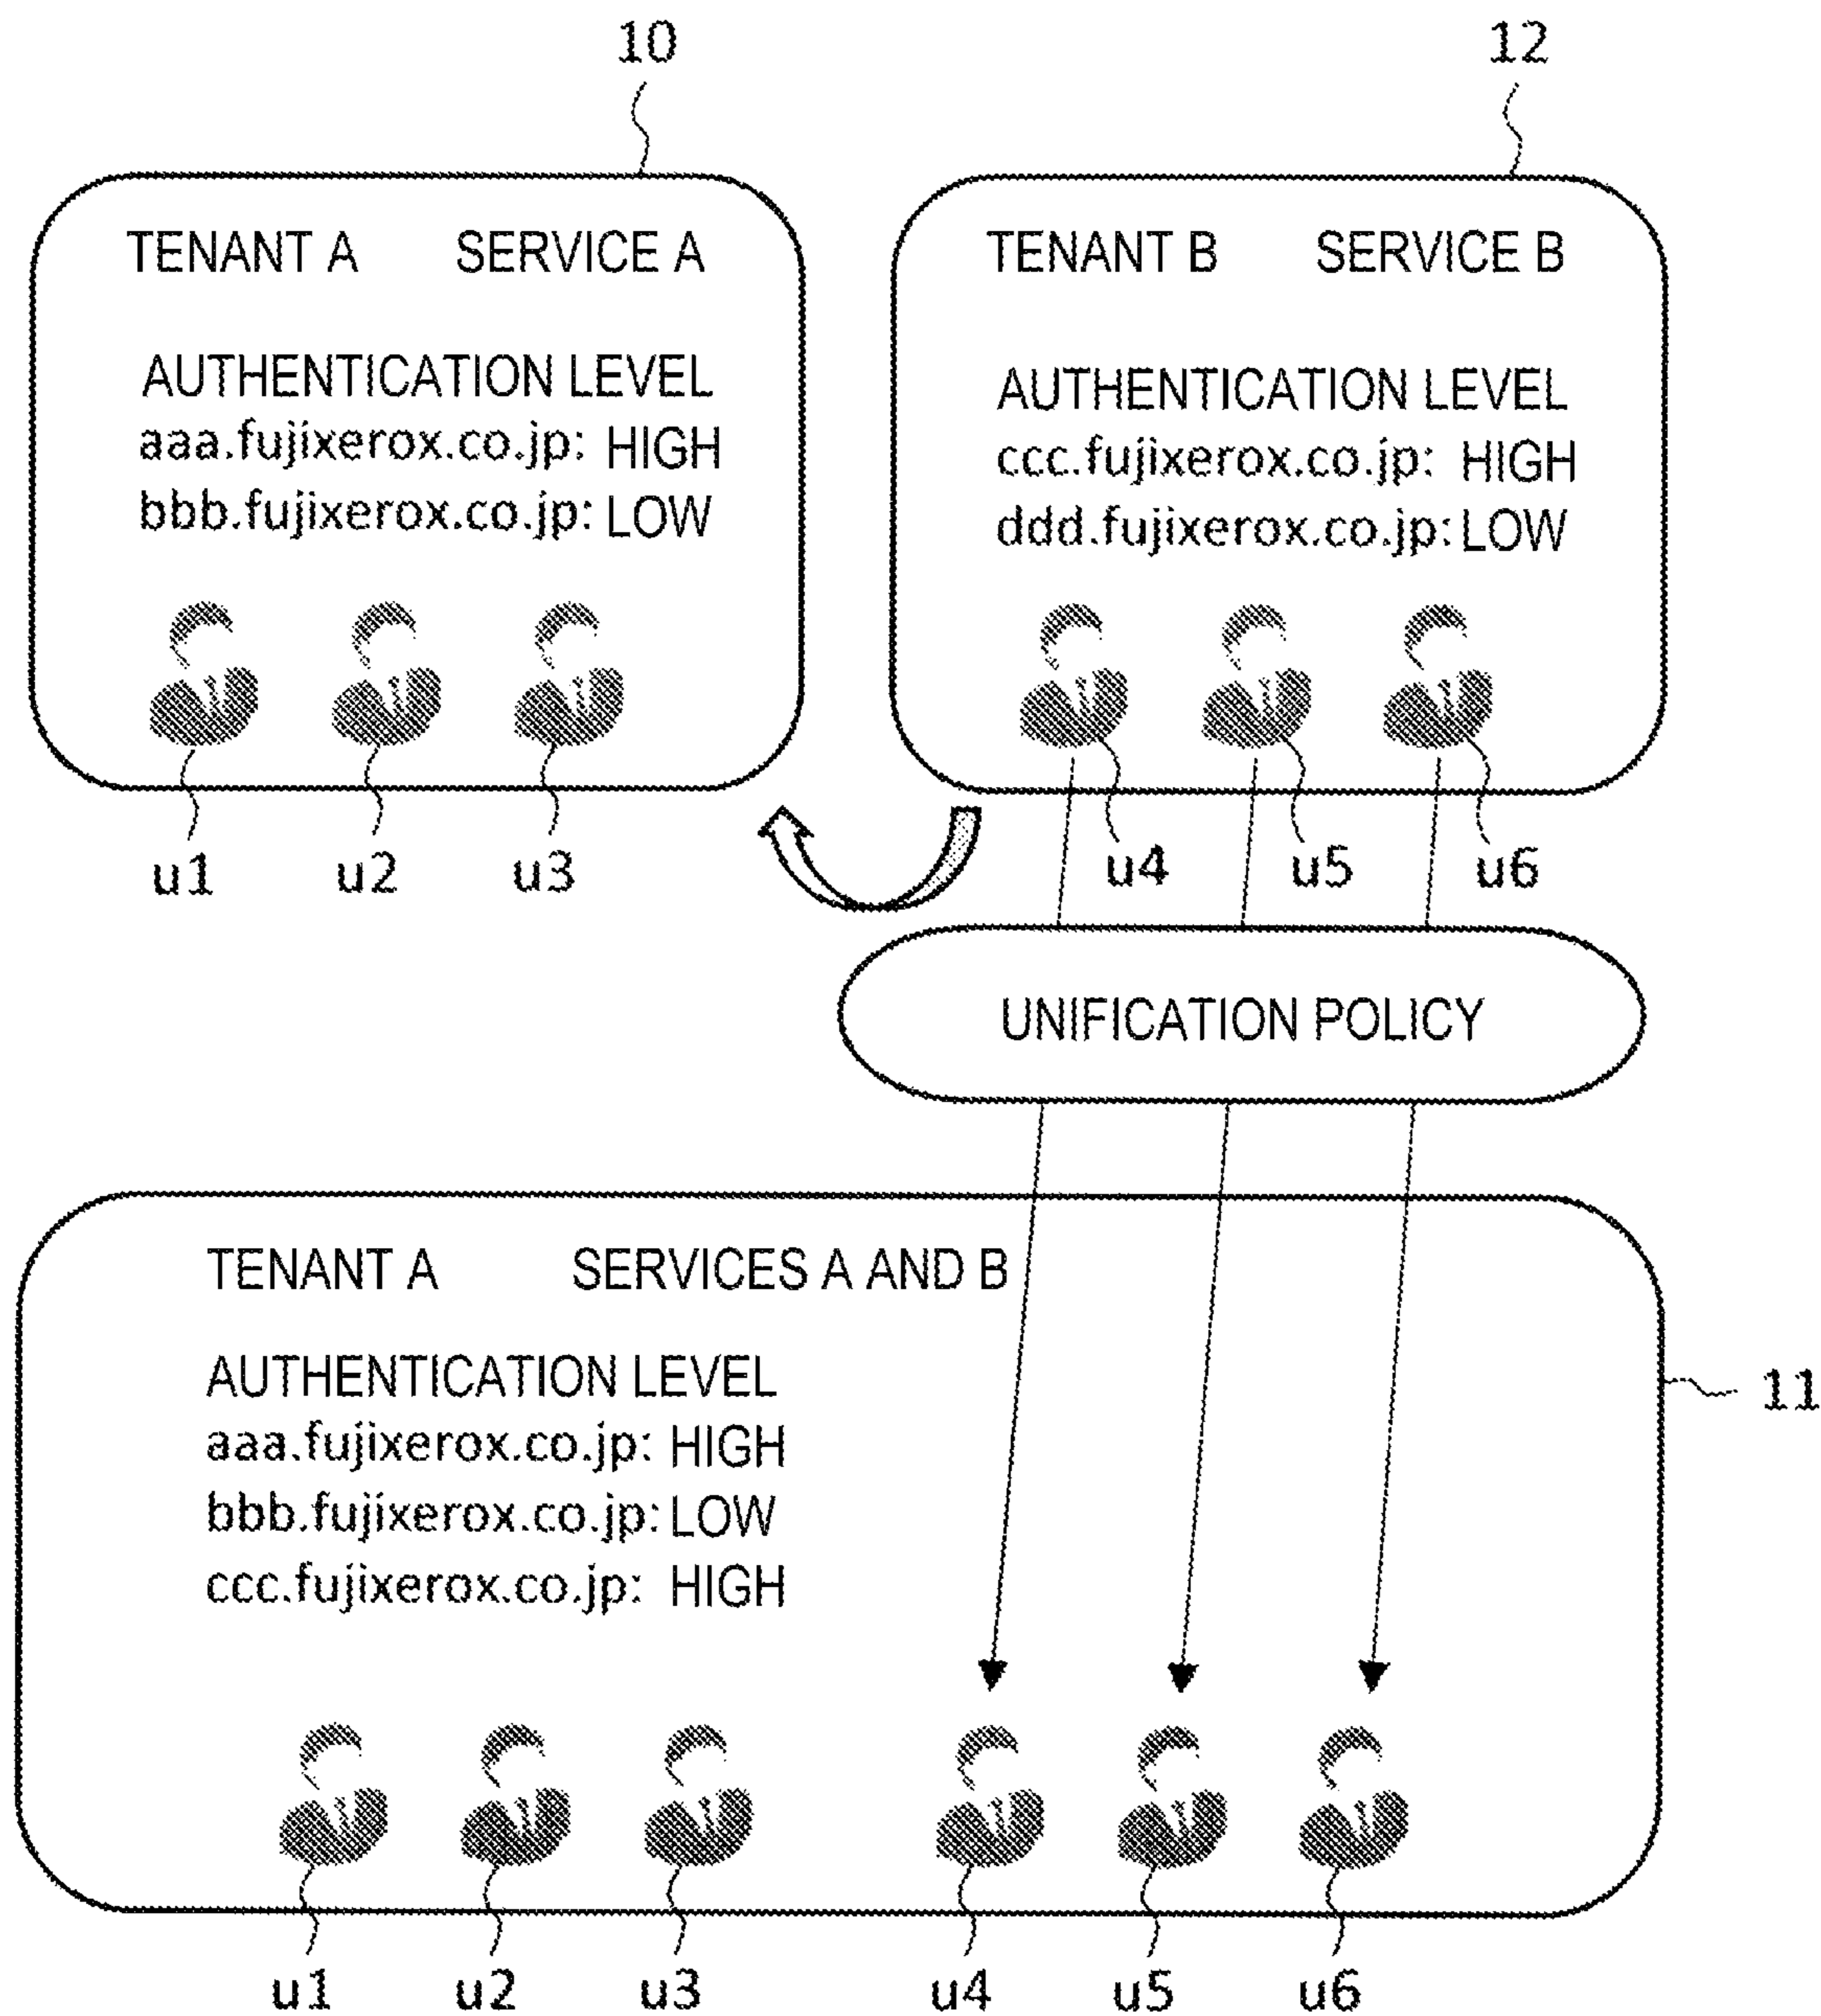 10
12
TENANT A SERVICE A
AUTHENTICATION LEVEL
aaa.fujixerox.co.jp: HIGH
bbb.fujixerox.co.jp: LOW
u1 u2 u3
TENANT B SERVICE B
AUTHENTICATION LEVEL
ccc.fujixerox.co.jp: HIGH
ddd.fujixerox.co.jp: LOW
u4 u5 u6
UNIFICATION POLICY
TENANT A SERVICES A AND B
AUTHENTICATION LEVEL
aaa.fujixerox.co.jp: HIGH
bbb.fujixerox.co.jp: LOW
ccc.fujixerox.co.jp: HIGH
11
u1 u2 u3 u4 u5 u6